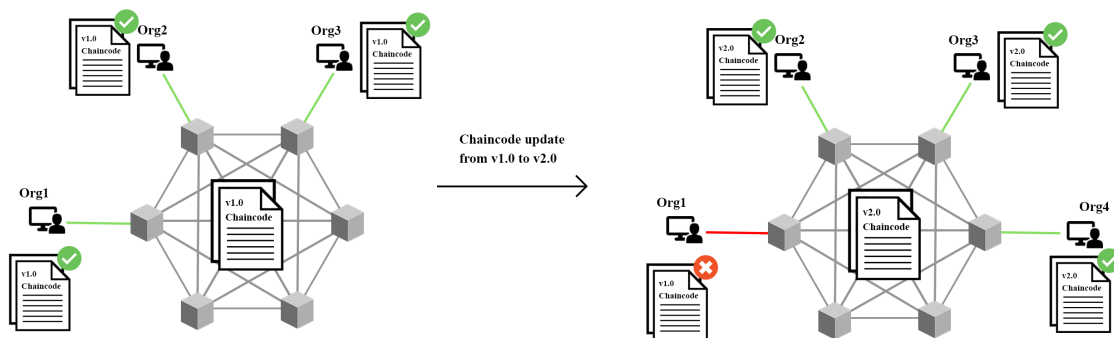 Org2
v1.0
Chaincode
Org3
v1.0
Chaincode
Org1
v1.0
Chaincode
v1.0
Chaincode
Chaincode update
from v1.0 to v2.0
Org2
v2.0
Chaincode
Org3
v2.0
Chaincode
Org1
v1.0
Chaincode
v2.0
Chaincode
Org4
v2.0
Chaincode